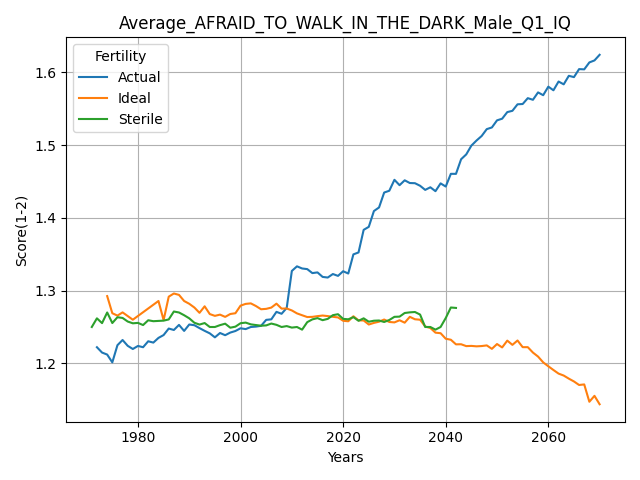 Average_AFRAID_TO_WALK_IN_THE_DARK_Male_Q1_IQ
Fertility
Actual
Ideal
Sterile
Score(1-2)
1.6
1.5
1.4
1.3
1.2
1980
2000
2020
2040
2060
Years